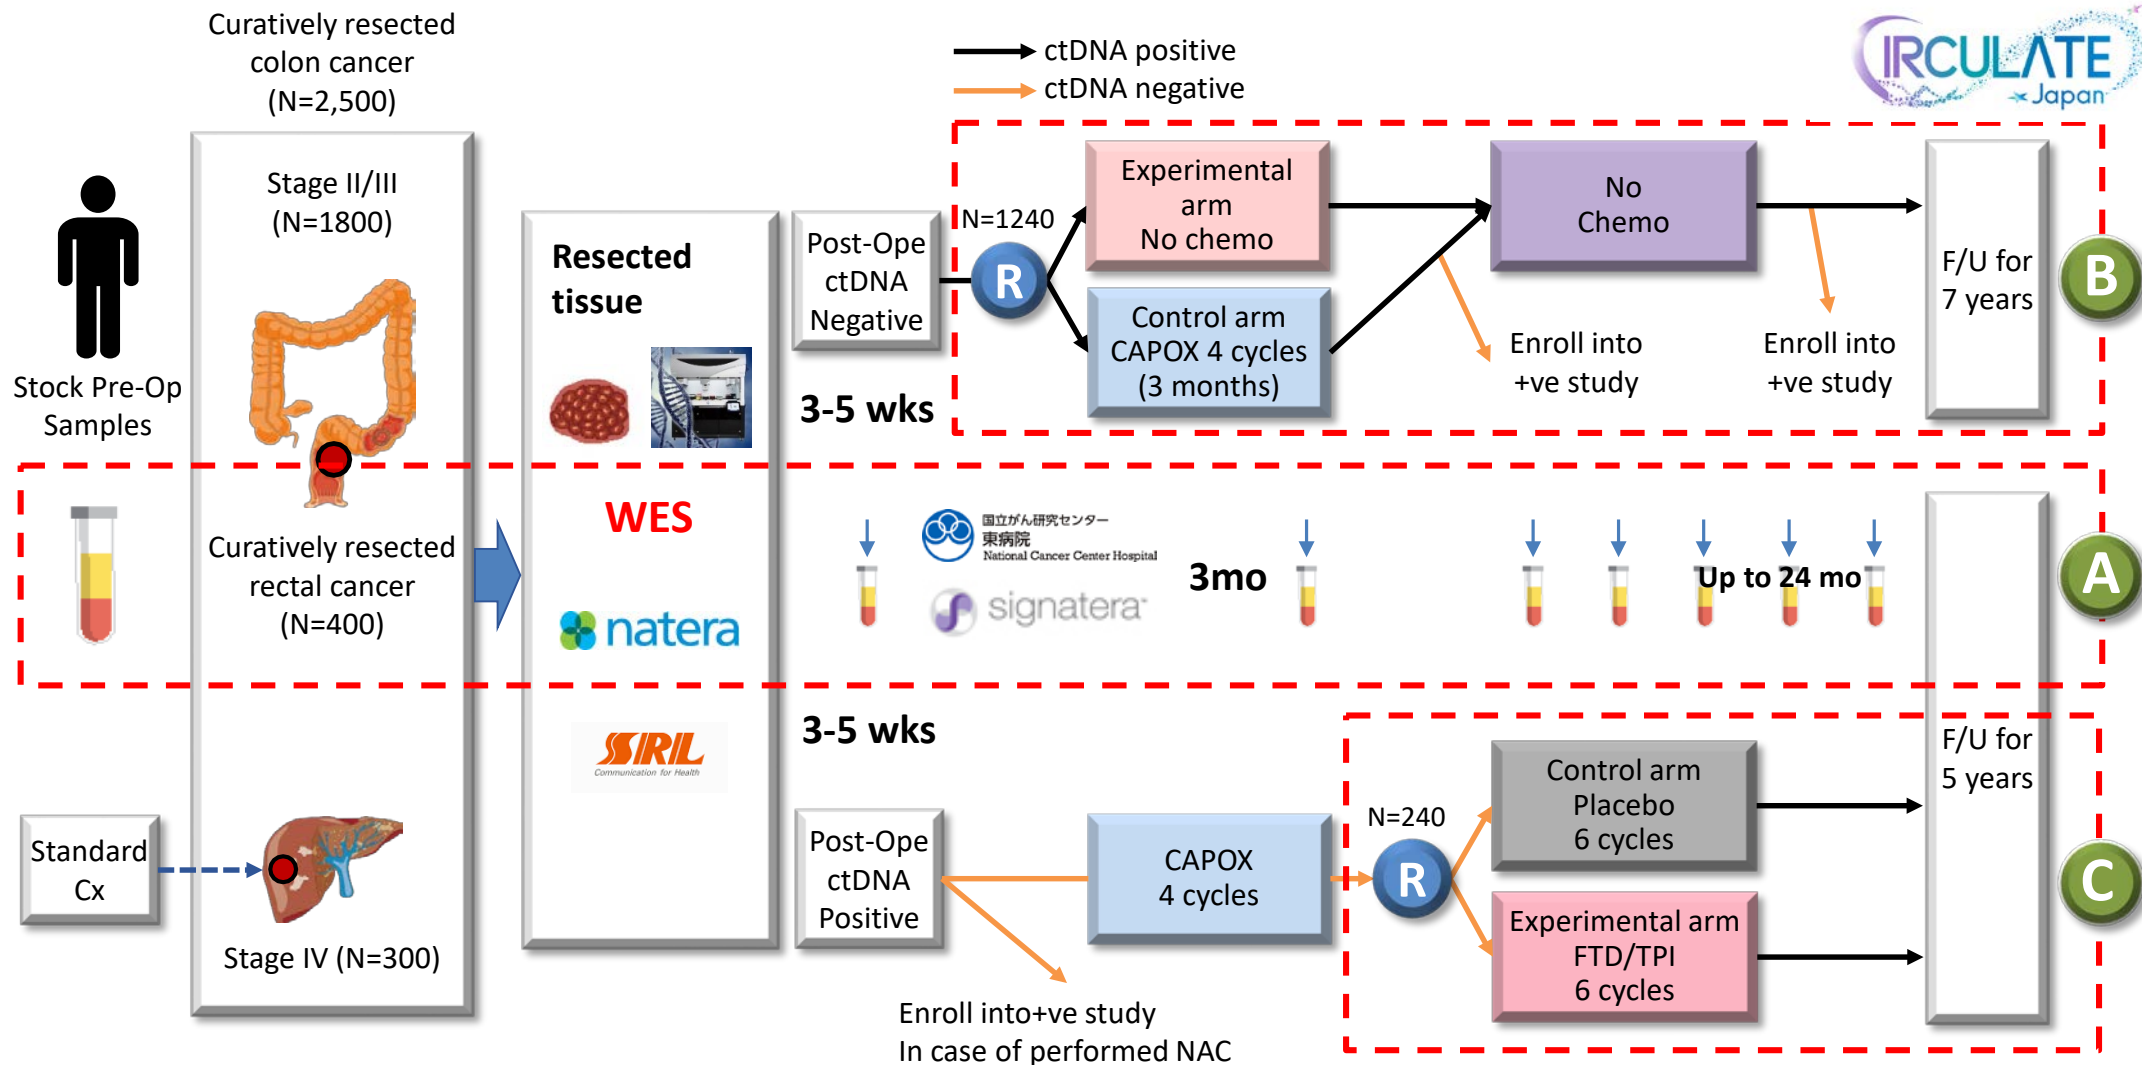 Curatively resected
colon cancer
(N=2,500)
ctDNA positive
ctDNA negative
CIRCULATE
Japan
Stock Pre-Op
Samples
Stage II/III
(N=1800)
Curatively resected
rectal cancer
(N=400)
Stage IV (N=300)
Standard
Cx
Resected
tissue
WES
natera
SRL
Communication for Health
Post-Ope
ctDNA
Negative
3-5 wks
N=1240
R
Experimental
arm
No chemo
Control arm
CAPOX 4 cycles
(3 months)
No
Chemo
Enroll into
+ve study
Enroll into
+ve study
F/U for
7 years
B
国立がん研究センター
東病院
National Cancer Center Hospital
signatera
3mo
Up to 24 mo
A
3-5 wks
Post-Ope
ctDNA
Positive
Enroll into+ve study
In case of performed NAC
CAPOX
4 cycles
N=240
R
Control arm
Placebo
6 cycles
Experimental arm
FTD/TPI
6 cycles
F/U for
5 years
C